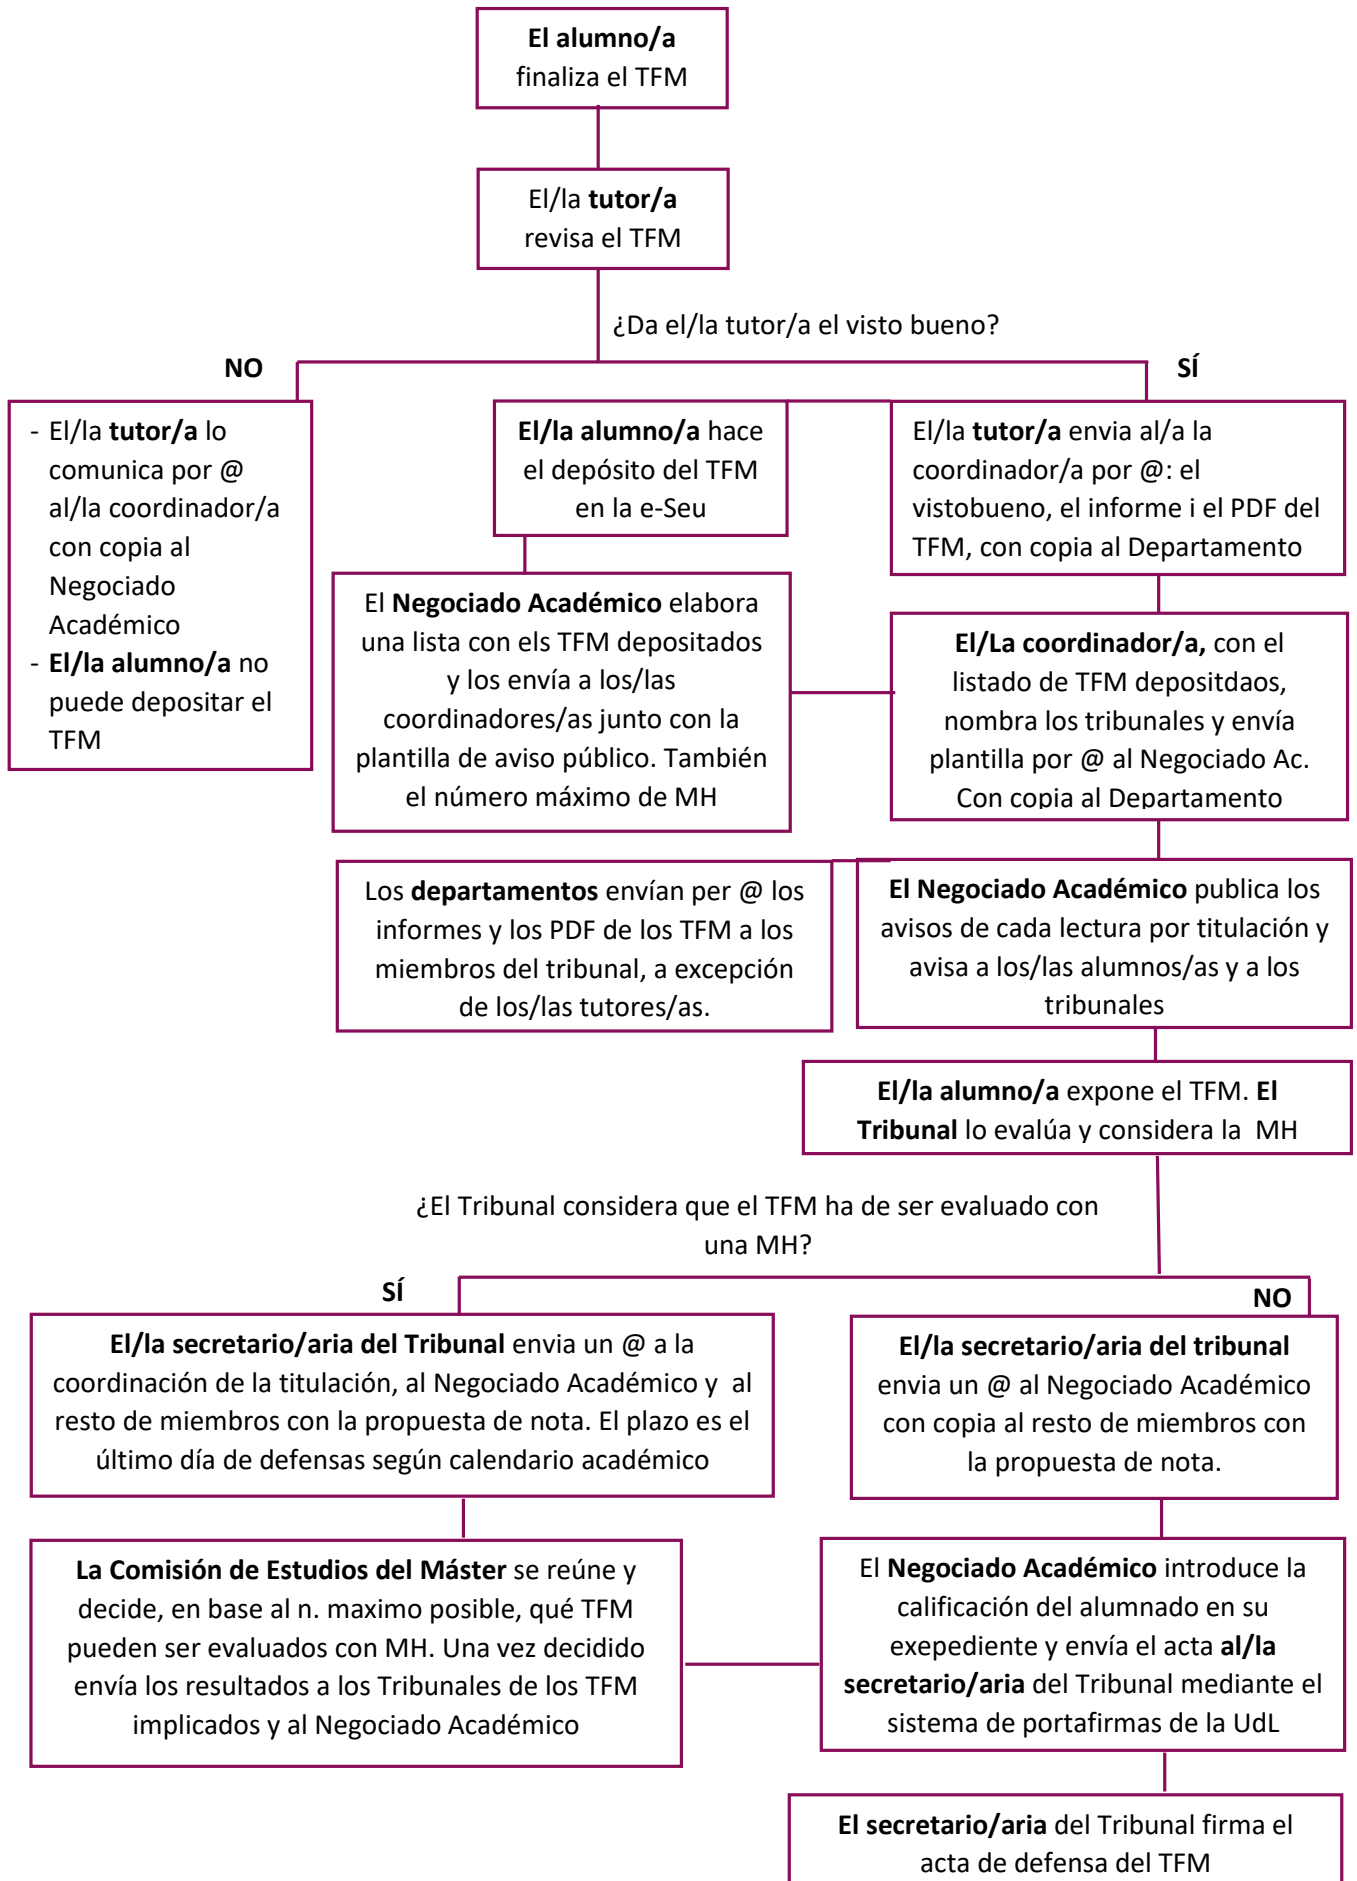 El alumno/a
finaliza el TFM
El/la tutor/a
revisa el TFM
¿Da el/la tutor/a el visto bueno?
NO
SÍ
- El/la tutor/a lo
comunica por @
al/la coordinador/a
con copia al
Negociado
Académico
- El/la alumno/a no
puede depositar el
TFM
El/la alumno/a hace
el depósito del TFM
en la e-Seu
El/la tutor/a envia al/a la
coordinador/a por @: el
vistobueno, el informe i el PDF del
TFM, con copia al Departamento
El Negociado Académico elabora
una lista con els TFM depositados
y los envía a los/las
coordinadores/as junto con la
plantilla de aviso público. También
el número máximo de MH
El/La coordinador/a, con el
listado de TFM depositdaos,
nombra los tribunales y envía
plantilla por @ al Negociado Ac.
Con copia al Departamento
Los departamentos envían per @ los
informes y los PDF de los TFM a los
miembros del tribunal, a excepción
de los/las tutores/as.
El Negociado Académico publica los
avisos de cada lectura por titulación y
avisa a los/las alumnos/as y a los
tribunales
El/la alumno/a expone el TFM. El
Tribunal lo evalúa y considera la  MH
¿El Tribunal considera que el TFM ha de ser evaluado con
una MH?
SÍ
NO
El/la secretario/aria del Tribunal envia un @ a la
coordinación de la titulación, al Negociado Académico y  al
resto de miembros con la propuesta de nota. El plazo es el
último día de defensas según calendario académico
El/la secretario/aria del tribunal
envia un @ al Negociado Académico
con copia al resto de miembros con
la propuesta de nota.
La Comisión de Estudios del Máster se reúne y
decide, en base al n. maximo posible, qué TFM
pueden ser evaluados con MH. Una vez decidido
envía los resultados a los Tribunales de los TFM
implicados y al Negociado Académico
El Negociado Académico introduce la
calificación del alumnado en su
exepediente y envía el acta al/la
secretario/aria del Tribunal mediante el
sistema de portafirmas de la UdL
El secretario/aria del Tribunal firma el
acta de defensa del TFM